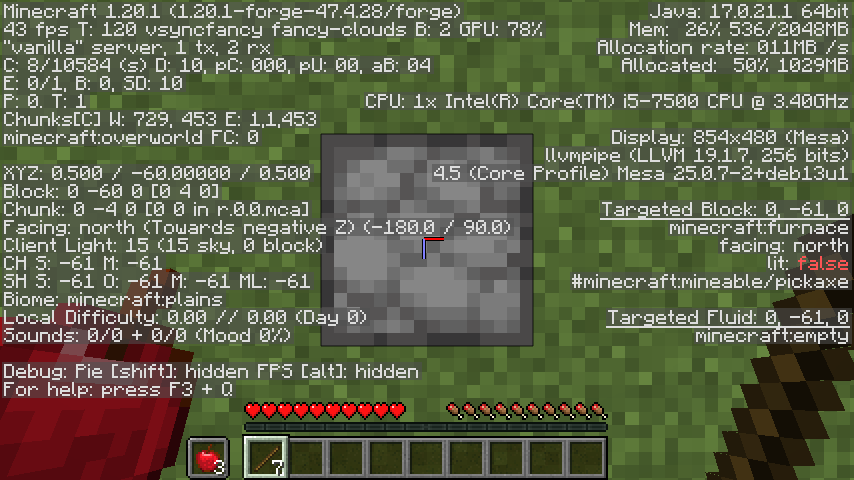 Minecraft 1.20.1 (1.20.1-forge-47.4.28/forge)
43 fps T: 120 vsyncfancy fancy-clouds B: 2 GPU: 78%
"vanilla" server, 1 tx, 2 rx
C: 8/10584 (s) D: 10, pC: 000, pU: 00, aB: 04
E: 0/1, B: 0, SD: 10
P: 0. T: 1
Chunks[C] W: 729, 453 E: 1,1,453
minecraft:overworld FC: 0
XYZ: 0.500 / -60.00000 / 0.500
Block: 0 -60 0 [0 4 0]
Chunk: 0 -4 0 [0 0 in r.0.0.mca]
Facing: north (Towards negative Z) (-180.0 / 90.0)
Client Light: 15 (15 sky, 0 block)
CH S: -61 M: -61
SH S: -61 O: -61 M: -61 ML: -61
Biome: minecraft:plains
Local Difficulty: 0.00 // 0.00 (Day 0)
Sounds: 0/0 + 0/0 (Mood 0%)
Debug: Pie [shift]: hidden FPS [alt]: hidden
For help: press F3 + Q
Java: 17.0.21.1 64bit
Mem: 26% 536/2048MB
Allocation rate: 011MB /s
Allocated: 50% 1029MB
CPU: 1x Intel(R) Core(TM) i5-7500 CPU @ 3.40GHz
Display: 854x480 (Mesa)
llvmpipe (LLVM 19.1.7, 256 bits)
4.5 (Core Profile) Mesa 25.0.7-2+deb13u1
Targeted Block: 0, -61, 0
minecraft:furnace
facing: north
lit: false
#minecraft:mineable/pickaxe
Targeted Fluid: 0, -61, 0
minecraft:empty
3
7